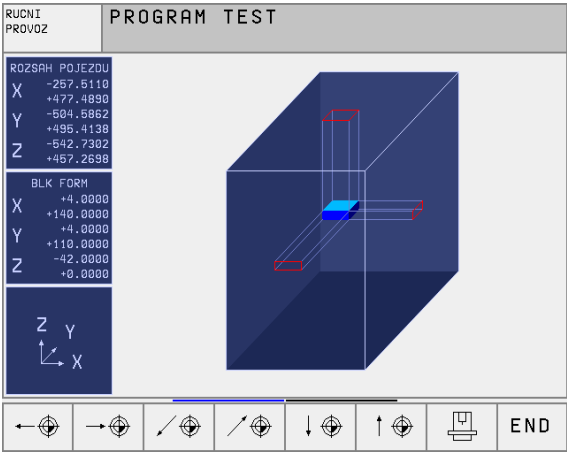 RUCNI
PROVOZ
PROGRAM TEST
ROZSAH POJEZDU
X -257.5110
+477.4890
Y -504.5862
+495.4138
Z -542.7302
+457.2698
BLK FORM
X +4.0000
+140.0000
Y +4.0000
+110.0000
Z -42.0000
+0.0000
Z Y
X
END